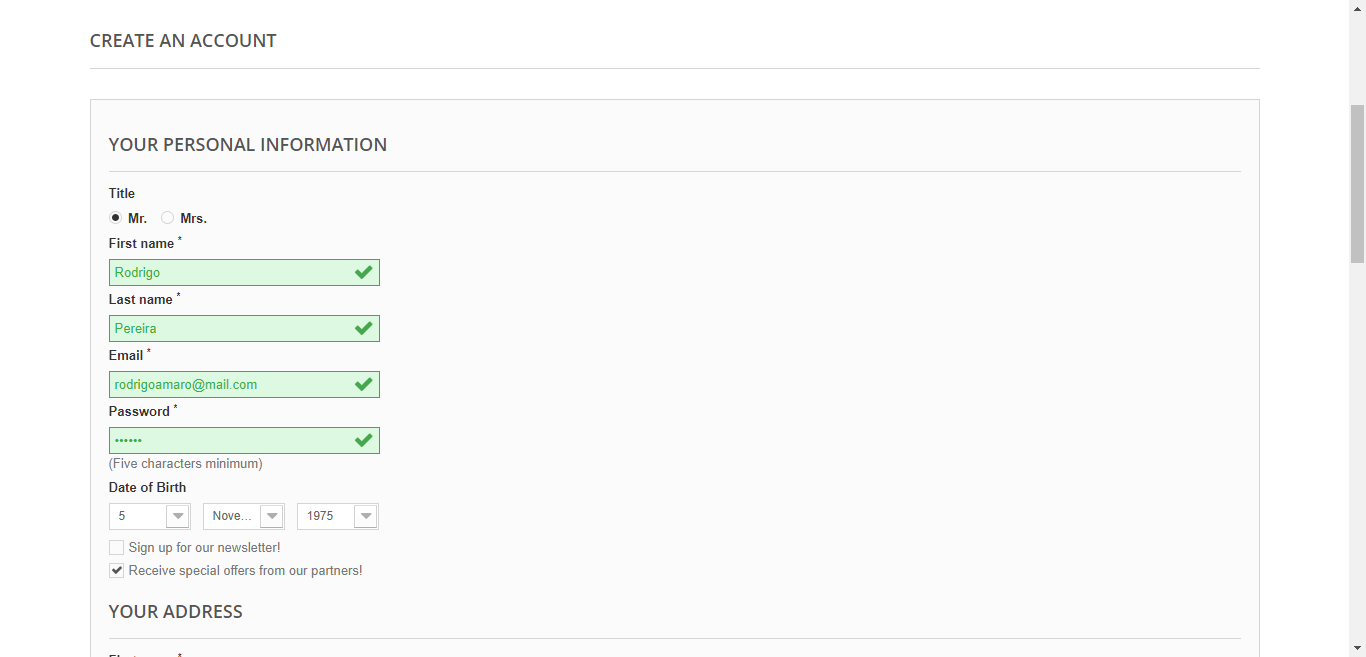 CREATE AN ACCOUNT
YOUR PERSONAL INFORMATION
Title
Mr. Mrs.
First name *
Rodrigo
Last name *
Pereira
Email *
rodrigoamaro@mail.com
Password *
••••••
(Five characters minimum)
Date of Birth
5 Nove... 1975
Sign up for our newsletter!
Receive special offers from our partners!
YOUR ADDRESS